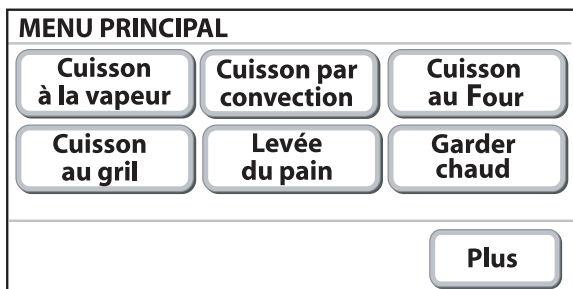 MENU PRINCIPAL
Cuisson
à la vapeur
Cuisson par
convection
Cuisson
au Four
Cuisson
au gril
Levée
du pain
Garder
chaud
Plus